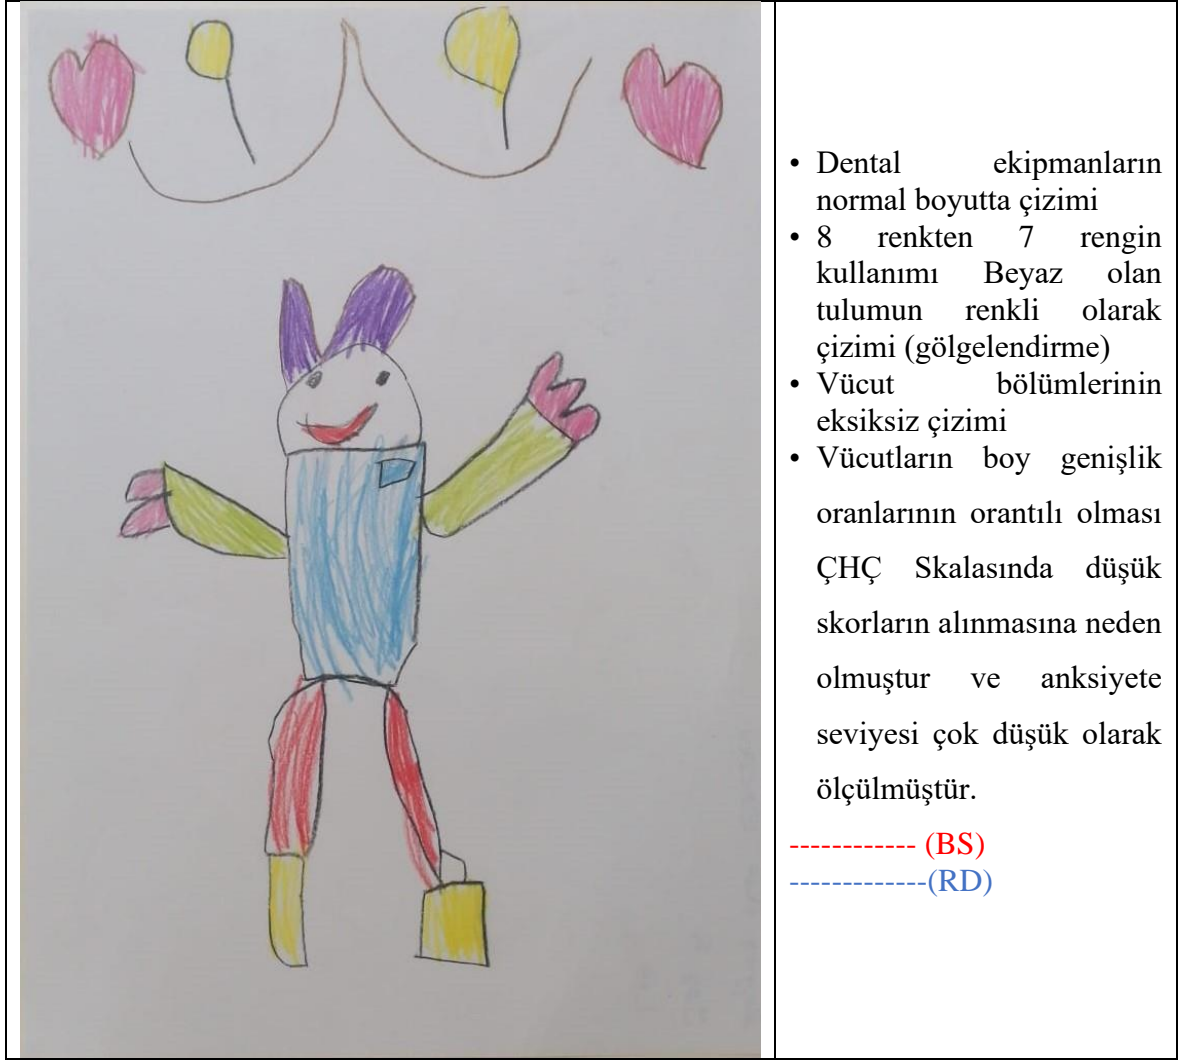 • Dental ekipmanların
normal boyutta çizimi
• 8 renkten 7 rengin
kullanımı Beyaz olan
tulumun renkli olarak
çizimi (gölgelendirme)
• Vücut bölümlerinin
eksiksiz çizimi
• Vücutların boy genişlik
oranlarının orantılı olması
ÇHÇ Skalasında düşük
skorların alınmasına neden
olmuştur ve anksiyete
seviyesi çok düşük olarak
ölçülmüştür.
------------ (BS)
-------------(RD)